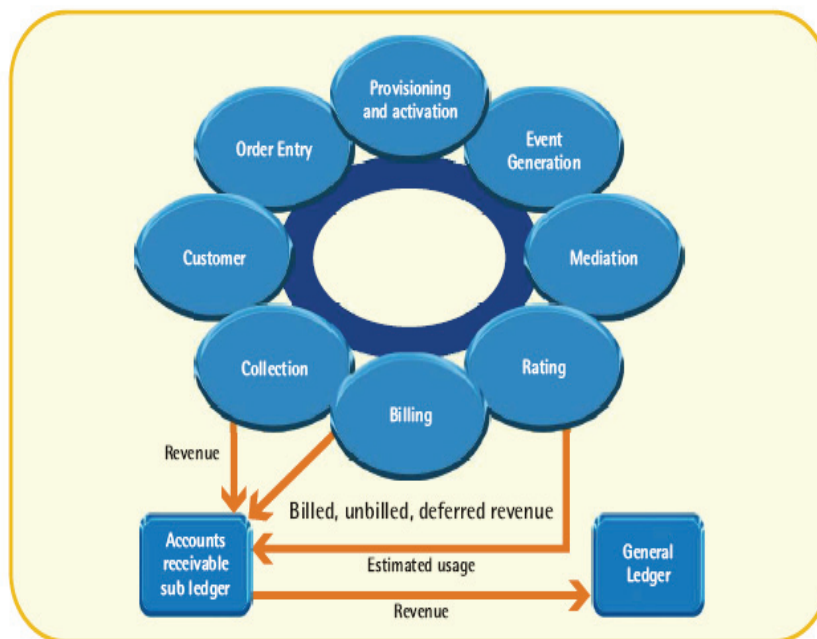 Provisioning
and activation
Order Entry
Event
Generation
Customer
Mediation
Collection
Rating
Billing
Revenue
Billed, unbilled, deferred revenue
Accounts
receivable
sub ledger
Estimated usage
General
Ledger
Revenue